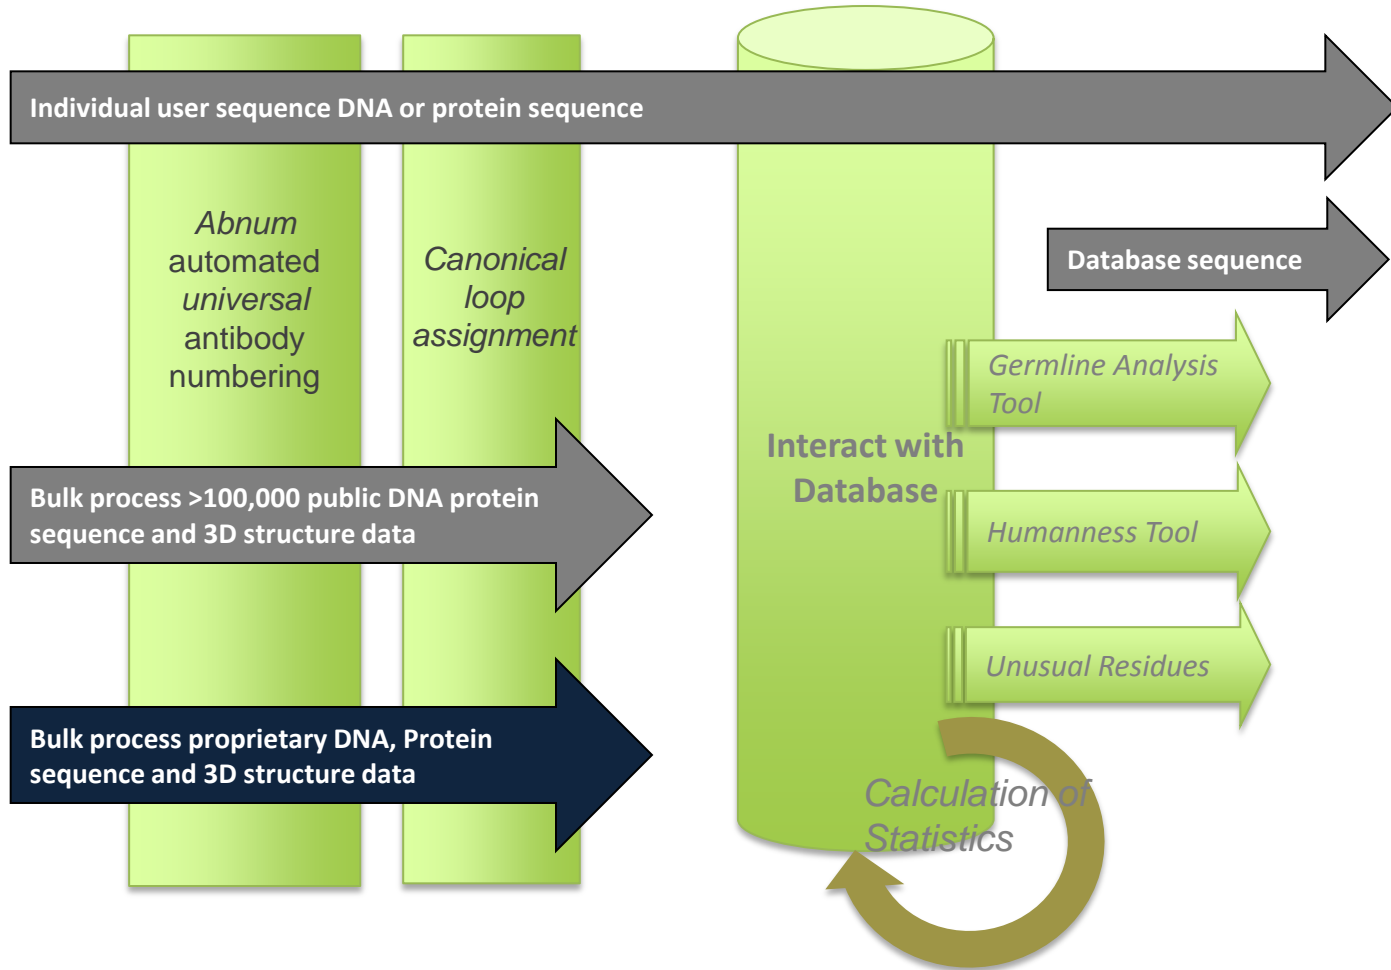 Individual user sequence DNA or protein sequence
Abnum
automated
universal
antibody
numbering
Canonical
loop
assignment
Database sequence
Germline Analysis
Tool
Interact with
Database
Bulk process >100,000 public DNA protein
sequence and 3D structure data
Humanness Tool
Unusual Residues
Bulk process proprietary DNA, Protein
sequence and 3D structure data
Calculation of
Statistics